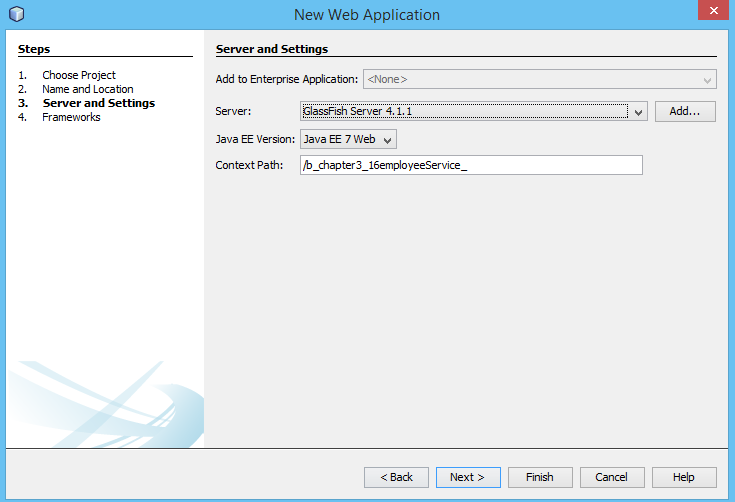 New Web Application
Steps
1. Choose Project
2. Name and Location
3. Server and Settings
4. Frameworks
Server and Settings
Add to Enterprise Application: <None>
Server: GlassFish Server 4.1.1 Add...
Java EE Version: Java EE 7 Web
Context Path: /b_chapter3_16employeeService_
< Back Next > Finish Cancel Help